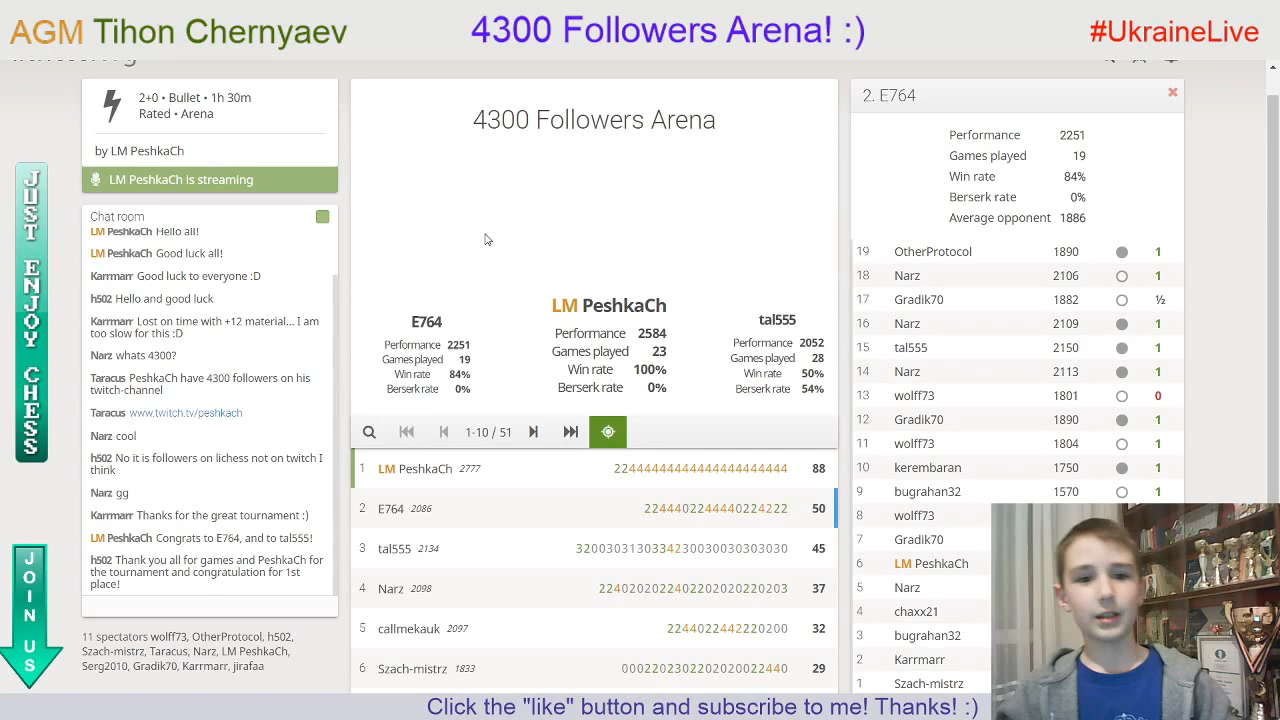 AGM Tihon Chernyaev
4300 Followers Arena! :)
#UkraineLive
2+0 • Bullet • 1h 30m
Rated • Arena
by LM PeshkaCh
LM PeshkaCh is streaming
Chat room
LM PeshkaCh Hello all!
LM PeshkaCh Good luck all!
Karrmarr Good luck to everyone :D
h502 Hello and good luck
Karrmarr Lost on time with +12 material... I am
too slow for this :D
Narz whats 4300?
Taracus PeshkaCh have 4300 followers on his
twitch-channel
Taracus www.twitch.tv/peshkach
Narz cool
h502 No it is followers on lichess not on twitch I
think
Narz gg
Karrmarr Thanks for the great tournament :)
LM PeshkaCh Congrats to E764, and to tal555!
h502 Thank you all for games and PeshkaCh for
the tournament and congratulation for 1st
place!
11 spectators wolff73, OtherProtocol, h502,
Szach-mistrz, Taracus, Narz, LM PeshkaCh,
Serg2010, Gradik70, Karrmarr, jirafaa
JUST ENJOY CHESS
JOIN US
4300 Followers Arena
E764
Performance 2251
Games played 19
Win rate 84%
Berserk rate 0%
LM PeshkaCh
Performance 2584
Games played 23
Win rate 100%
Berserk rate 0%
tal555
Performance 2052
Games played 28
Win rate 50%
Berserk rate 54%
1-10 / 51
1 LM PeshkaCh 2777 22444444444444444444444 88
2 E764 2086 2244402244440224222 50
3 tal555 2134 3200303130334230030030303030 45
4 Narz 2098 2240202022402202020220203 37
5 callmekauk 2097 2244022442220200 32
6 Szach-mistrz 1833 0002202302202020022440 29
2. E764
Performance 2251
Games played 19
Win rate 84%
Berserk rate 0%
Average opponent 1886
19 OtherProtocol 1890 1
18 Narz 2106 1
17 Gradik70 1882 ½
16 Narz 2109 1
15 tal555 2150 1
14 Narz 2113 1
13 wolff73 1801 0
12 Gradik70 1890 1
11 wolff73 1804 1
10 kerembaran 1750 1
9 bugrahan32 1570 1
8 wolff73
7 Gradik70
6 LM PeshkaCh
5 Narz
4 chaxx21
3 bugrahan32
2 Karrmarr
1 Szach-mistrz
Click the "like" button and subscribe to me! Thanks! :)